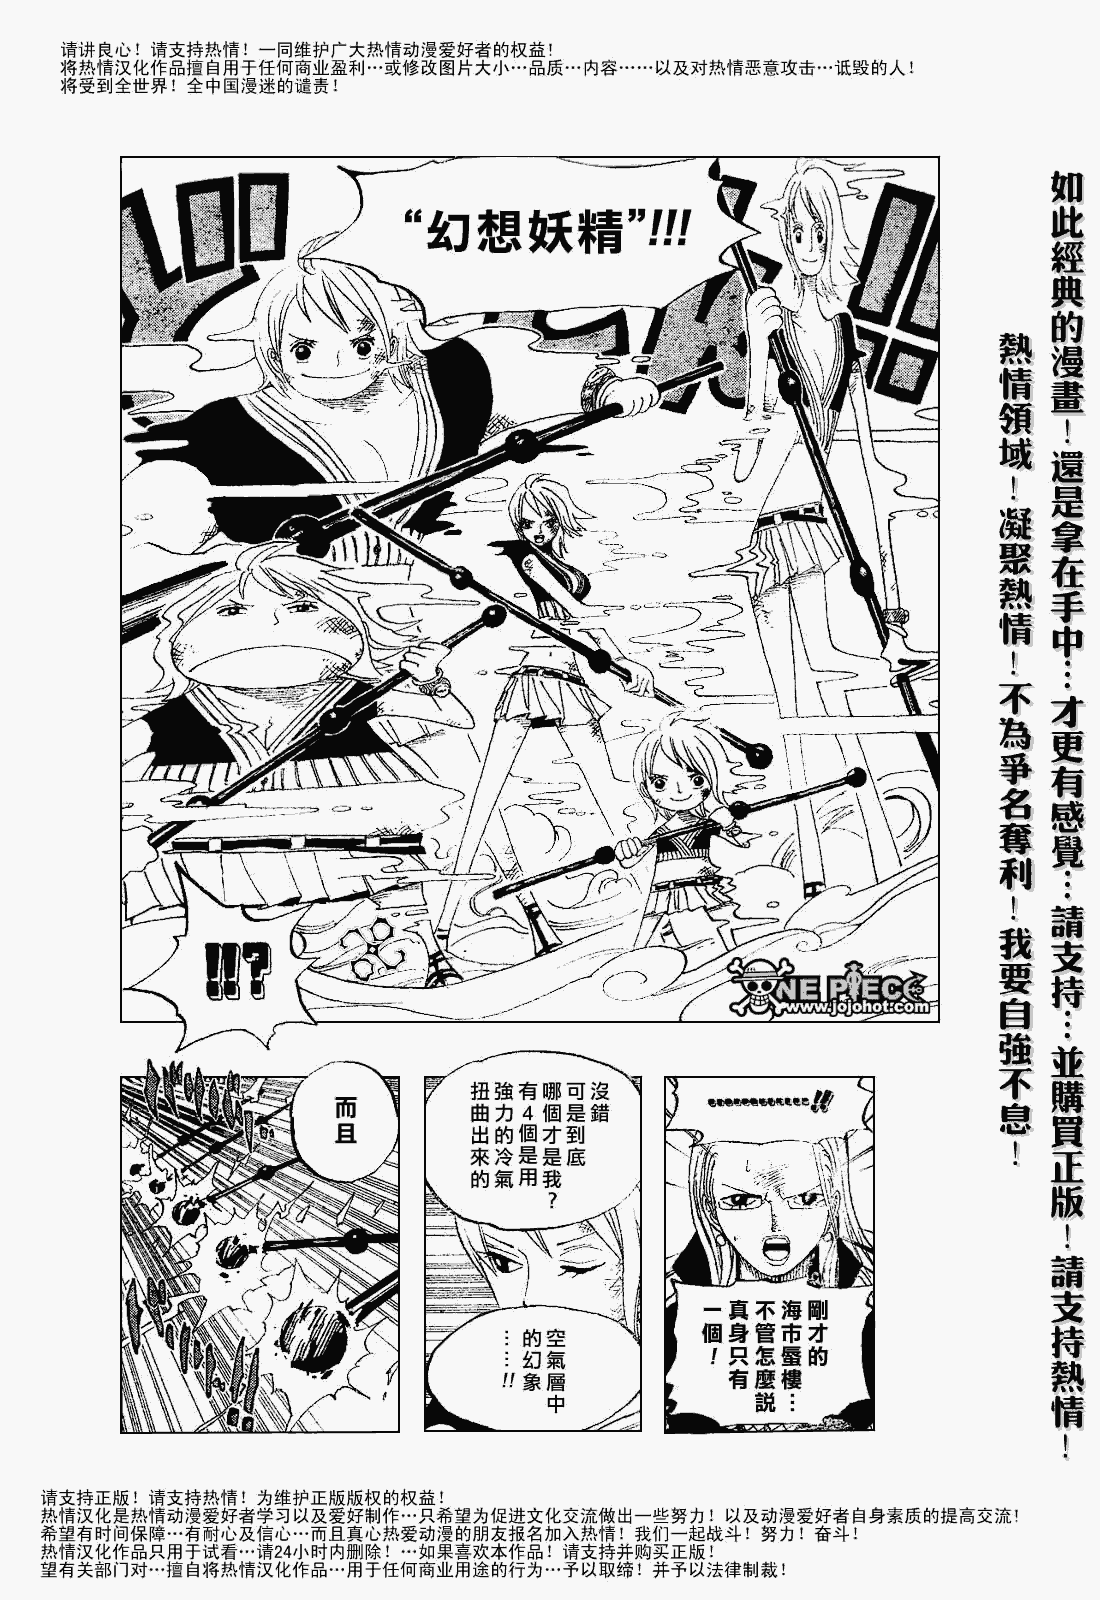 请讲良心！请支持热情！一同维护广大热情动漫爱好者的权益！
将热情汉化作品擅自用于任何商业盈利…或修改图片大小…品质…内容……以及对热情恶意攻击…诋毁的人！
将受到全世界！全中国漫迷的谴责！
如此經典的漫畫！還是拿在手中…才更有感覺…請支持…並購買正版！請支持熱情！
熱情領域！凝聚熱情！不為爭名奪利！我要自強不息！
“幻想妖精”!!!
!!?
ONE PIECE
www.jojohot.com
………………!!
剛才的
海市蜃樓…
不管怎麼説
真身只有
一個！
沒錯
可是到底
哪個才是我？
有4個是用
強力的冷氣
扭曲出來的
空氣層中
的幻象
……!!
而且
请支持正版！请支持热情！为维护正版版权的权益！
热情汉化是热情动漫爱好者学习以及爱好制作…只希望为促进文化交流做出一些努力！以及动漫爱好者自身素质的提高交流！
希望有时间保障…有耐心及信心…而且真心热爱动漫的朋友报名加入热情！我们一起战斗！努力！奋斗！
热情汉化作品只用于试看…请24小时内删除！…如果喜欢本作品！请支持并购买正版！
望有关部门对…擅自将热情汉化作品…用于任何商业用途的行为…予以取缔！并予以法律制裁！